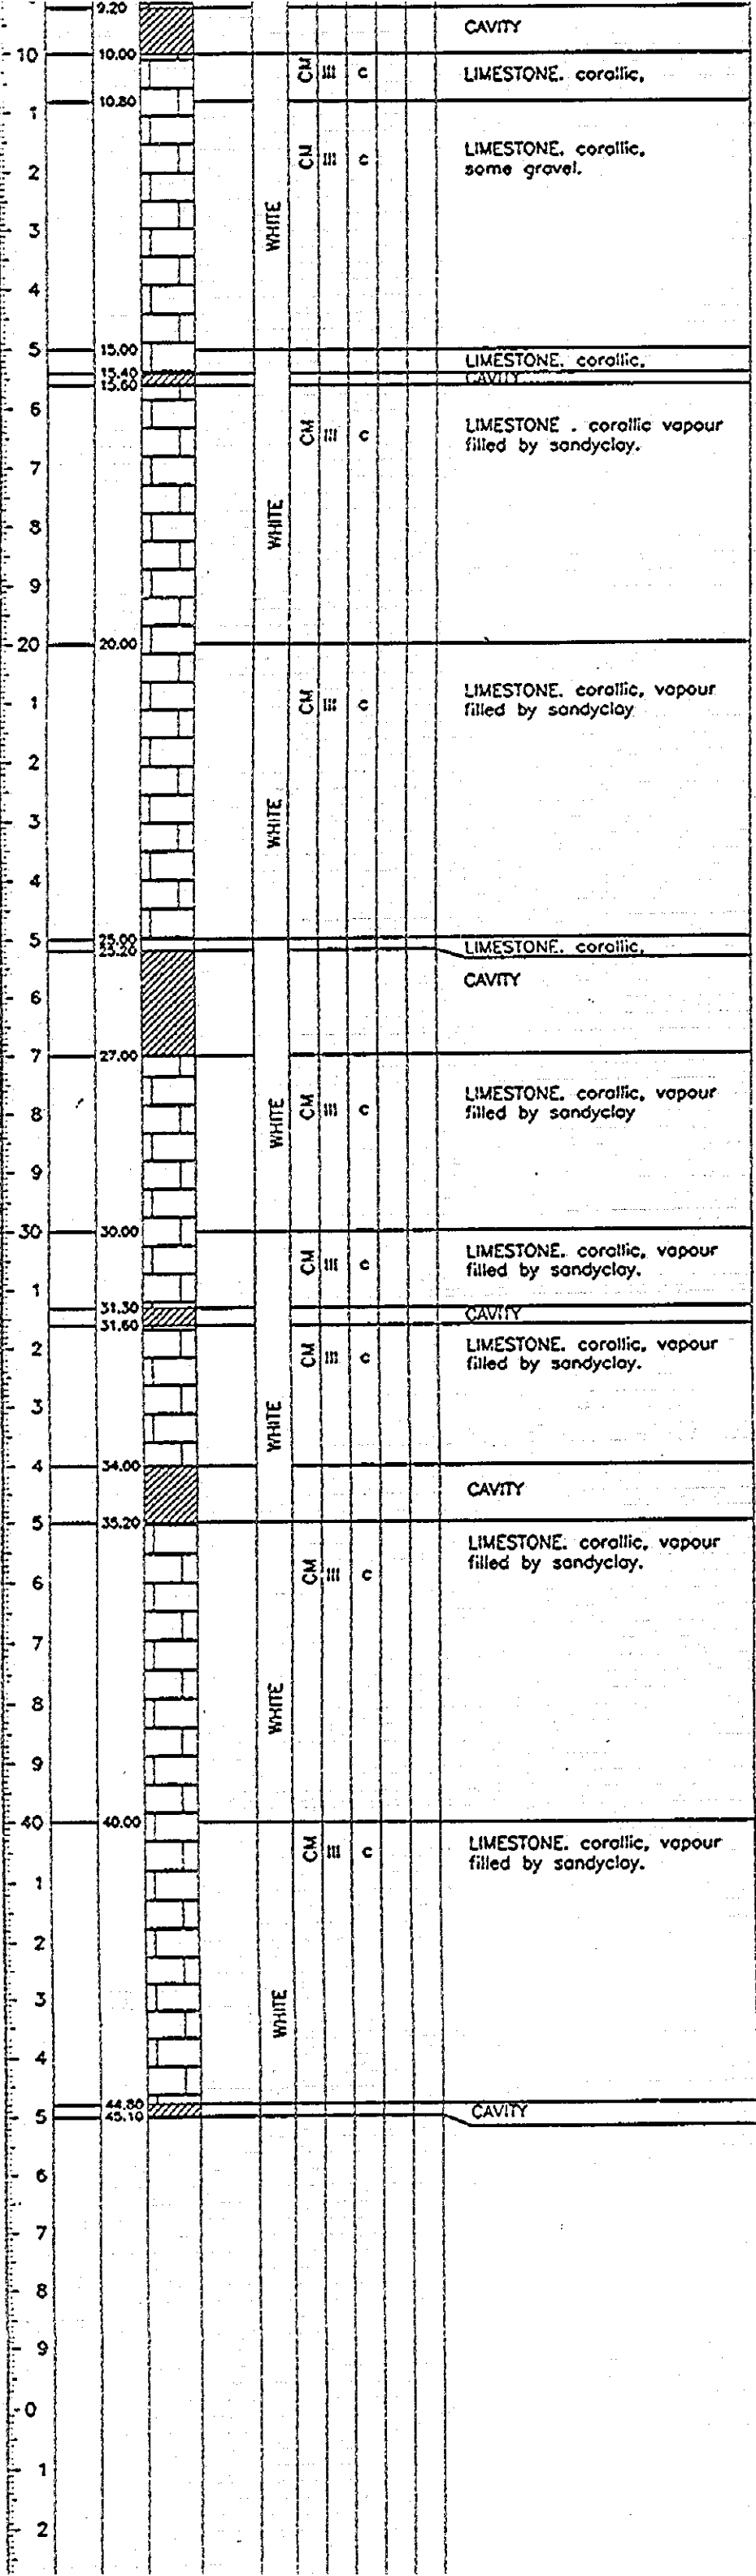 9.20
CAVITY
10 10.00
CM III c LIMESTONE. corallic,
10.80
1
CM III c LIMESTONE. corallic,
some gravel.
2
WHITE
3
4
5 15.00
LIMESTONE. corallic.
15.40
CAVITY
15.60
6
CM III c LIMESTONE . corallic vapour
filled by sandyclay.
7
WHITE
8
9
20 20.00
1 CM III c LIMESTONE. corallic, vapour
filled by sandyclay
2
WHITE
3
4
5 25.00
LIMESTONE. corallic,
25.20
CAVITY
6
7 27.00
8 WHITE CM III c LIMESTONE. corallic, vapour
filled by sandyclay
9
30 30.00
CM III c LIMESTONE. corallic, vapour
filled by sandyclay.
1
31.30
CAVITY
31.60
2 CM III c LIMESTONE. corallic, vapour
filled by sandyclay.
3
WHITE
4 34.00
CAVITY
5 35.20
6 CM III c LIMESTONE. corallic, vapour
filled by sandyclay.
7
8 WHITE
9
40 40.00
CM III c LIMESTONE. corallic, vapour
filled by sandyclay.
1
2
3 WHITE
4
44.80
CAVITY
5 45.10
6
7
8
9
0
1
2